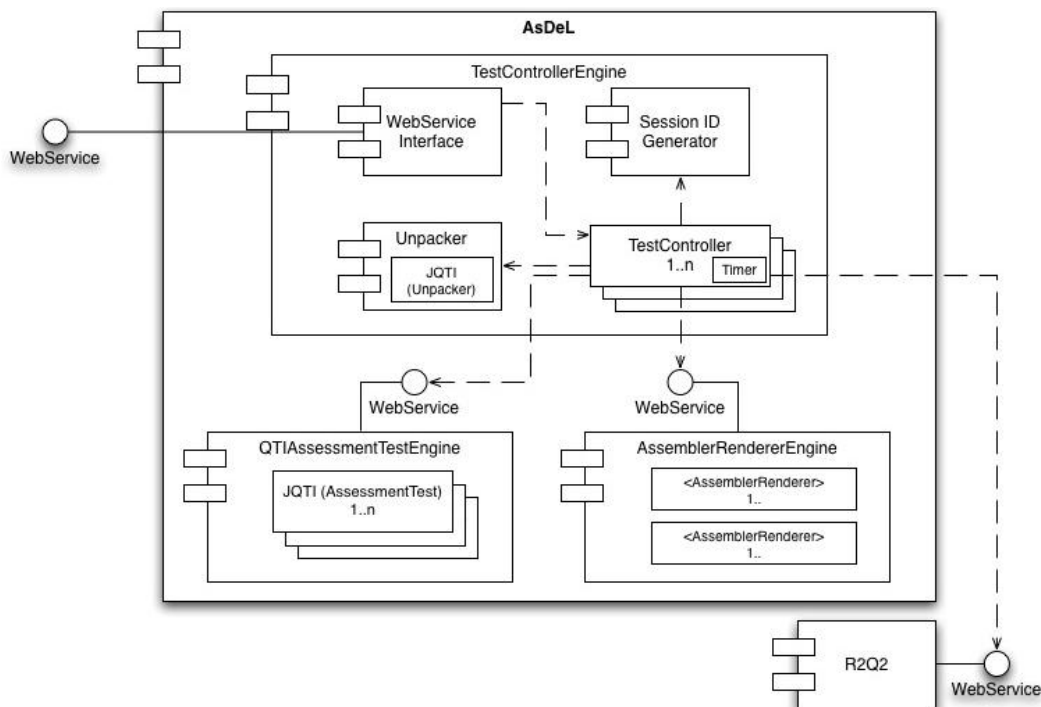 AsDeL
TestControllerEngine
WebService
Interface
Session ID
Generator
WebService
Unpacker
JQTI
(Unpacker)
TestController
1..n
Timer
WebService
WebService
QTIAssessmentTestEngine
JQTI (AssessmentTest)
1..n
AssemblerRendererEngine
<AssemblerRenderer>
1..
<AssemblerRenderer>
1..
R2Q2
WebService